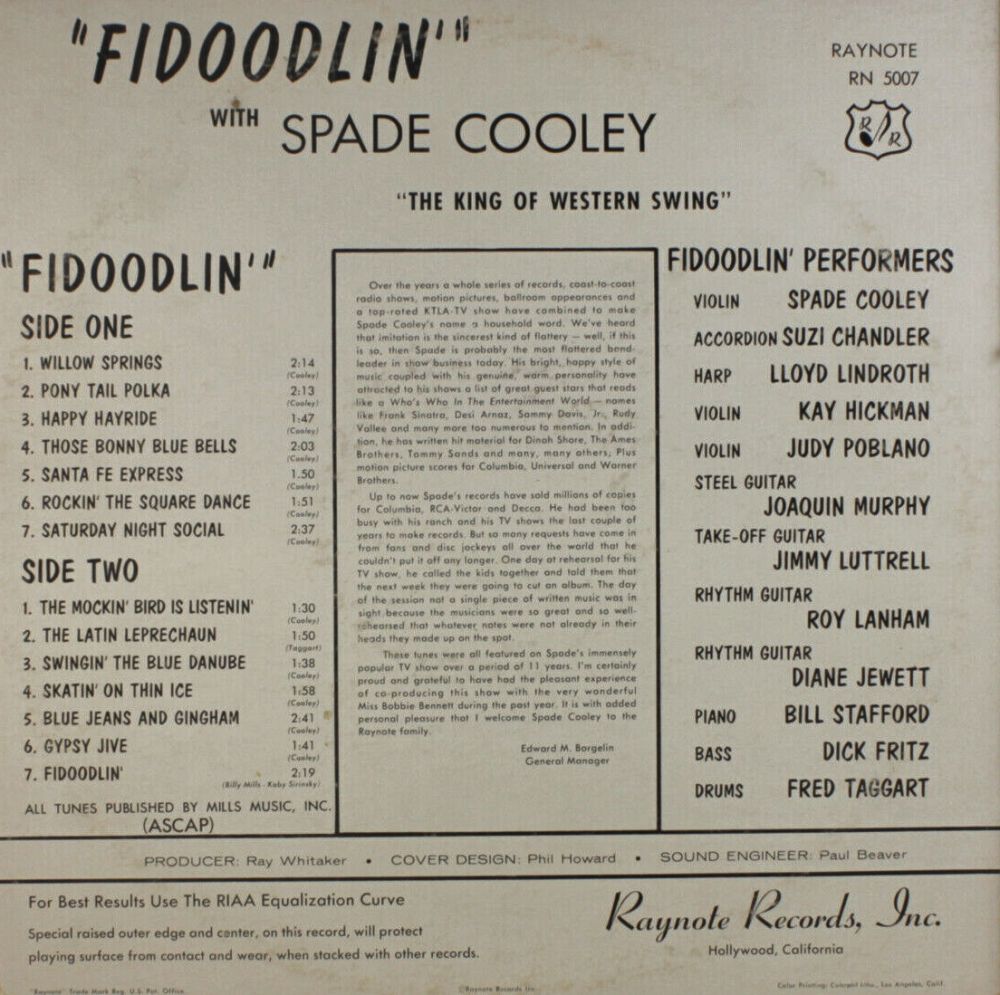 "FIDOODLIN'"
WITH SPADE COOLEY
"THE KING OF WESTERN SWING"
RAYNOTE
RN 5007
R R
"FIDOODLIN'"
SIDE ONE
1. WILLOW SPRINGS 2:14
(Cooley)
2. PONY TAIL POLKA 2:13
(Cooley)
3. HAPPY HAYRIDE 1:47
(Cooley)
4. THOSE BONNY BLUE BELLS 2:03
(Cooley)
5. SANTA FE EXPRESS 1.50
(Cooley)
6. ROCKIN' THE SQUARE DANCE 1:51
(Cooley)
7. SATURDAY NIGHT SOCIAL 2:37
(Cooley)
SIDE TWO
1. THE MOCKIN' BIRD IS LISTENIN' 1:30
(Cooley)
2. THE LATIN LEPRECHAUN 1:50
(Taggart)
3. SWINGIN' THE BLUE DANUBE 1:38
(Cooley)
4. SKATIN' ON THIN ICE 1:58
(Cooley)
5. BLUE JEANS AND GINGHAM 2:41
(Cooley)
6. GYPSY JIVE 1:41
(Cooley)
7. FIDOODLIN' 2:19
(Billy Mills - Koby Sirinsky)
ALL TUNES PUBLISHED BY MILLS MUSIC, INC.
(ASCAP)
Over the years a whole series of records, coast-to-coast
radio shows, motion pictures, ballroom appearances and
a top-rated KTLA-TV show have combined to make
Spade Cooley's name a household word. We've heard
that imitation is the sincerest kind of flattery — well, if this
is so, then Spade is probably the most flattered band-
leader in show business today. His bright, happy style of
music coupled with his genuine, warm personality have
attracted to his shows a list of great guest stars that reads
like a Who's Who In The Entertainment World — names
like Frank Sinatra, Desi Arnaz, Sammy Davis, Jr., Rudy
Vallee and many more too numerous to mention. In addi-
tion, he has written hit material for Dinah Shore, The Ames
Brothers, Tommy Sands and many, many others; Plus
motion picture scores for Columbia, Universal and Warner
Brothers.
Up to now Spade's records have sold millions of copies
for Columbia, RCA-Victor and Decca. He had been too
busy with his ranch and his TV shows the last couple of
years to make records. But so many requests have come in
from fans and disc jockeys all over the world that he
couldn't put it off any longer. One day at rehearsal for his
TV show, he called the kids together and told them that
the next week they were going to cut an album. The day
of the session not a single piece of written music was in
sight because the musicians were so great and so well-
rehearsed that whatever notes were not already in their
heads they made up on the spot.
These tunes were all featured on Spade's immensely
popular TV show over a period of 11 years. I'm certainly
proud and grateful to have had the pleasant experience
of co-producing this show with the very wonderful
Miss Bobbie Bennett during the past year. It is with added
personal pleasure that I welcome Spade Cooley to the
Raynote family.
Edward M. Borgelin
General Manager
FIDOODLIN' PERFORMERS
VIOLIN SPADE COOLEY
ACCORDION SUZI CHANDLER
HARP LLOYD LINDROTH
VIOLIN KAY HICKMAN
VIOLIN JUDY POBLANO
STEEL GUITAR
JOAQUIN MURPHY
TAKE-OFF GUITAR
JIMMY LUTTRELL
RHYTHM GUITAR
ROY LANHAM
RHYTHM GUITAR
DIANE JEWETT
PIANO BILL STAFFORD
BASS DICK FRITZ
DRUMS FRED TAGGART
PRODUCER: Ray Whitaker • COVER DESIGN: Phil Howard • SOUND ENGINEER: Paul Beaver
For Best Results Use The RIAA Equalization Curve
Special raised outer edge and center, on this record, will protect
playing surface from contact and wear, when stacked with other records.
Raynote Records, Inc.
Hollywood, California
"Raynote" Trade Mark Reg. U.S. Pat. Office.
©Raynote Records Inc.
Color Printing: Colorpht Litho., Los Angeles, Calif.